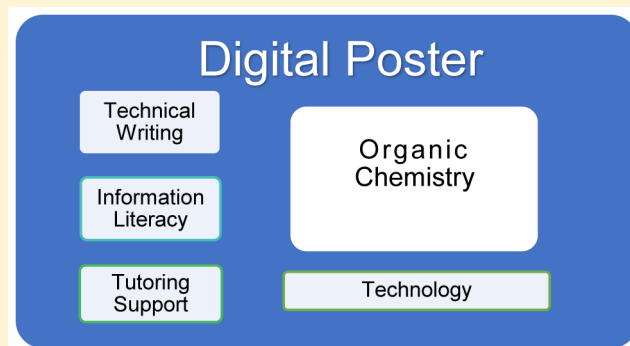 Digital Poster
Technical
Writing
Organic
Chemistry
Information
Literacy
Tutoring
Support
Technology